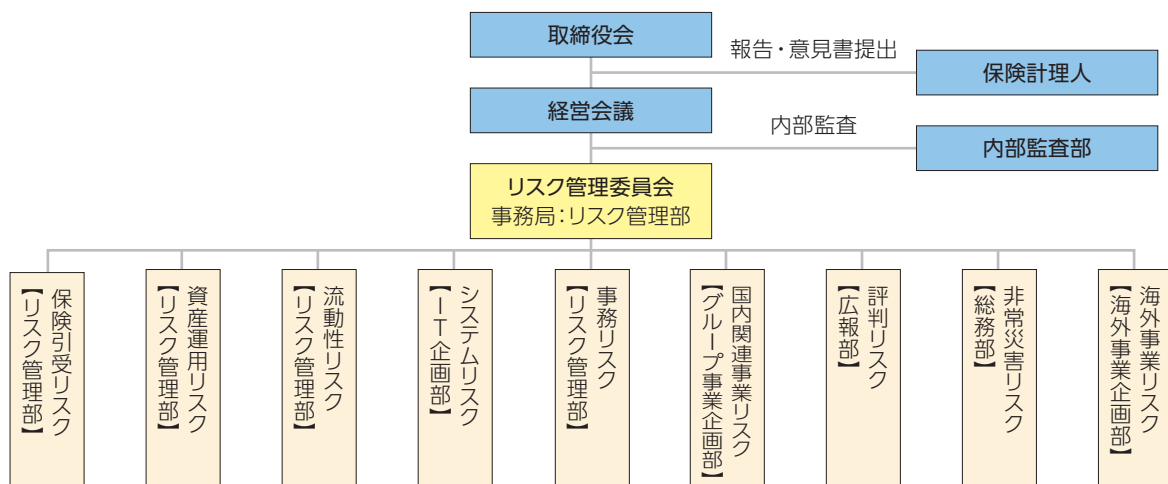 取締役会
報告・意見書提出
保険計理人
経営会議
内部監査
内部監査部
リスク管理委員会
事務局：リスク管理部
保険引受リスク
【リスク管理部】
資産運用リスク
【リスク管理部】
流動性リスク
【リスク管理部】
システムリスク
【IT企画部】
事務リスク
【リスク管理部】
国内関連事業リスク
【グループ事業企画部】
評判リスク
【広報部】
非常災害リスク
【総務部】
海外事業リスク
【海外事業企画部】